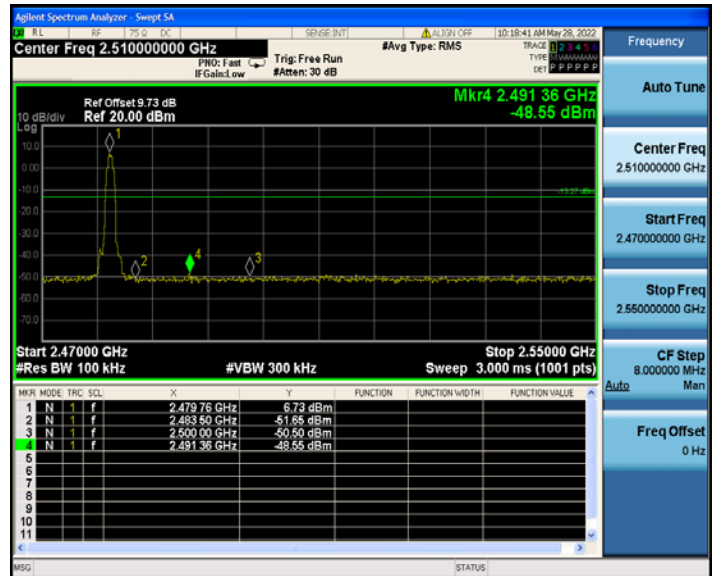 Agilent Spectrum Analyzer - Swept SA
RL RF 75 Ω DC SENSE:INT ALIGN OFF 10:18:41 AM May 28, 2022
Center Freq 2.510000000 GHz #Avg Type: RMS TRACE 1 2 3 4 5 6
PNO: Fast Trig: Free Run TYPE MWWWWW
IFGain:Low #Atten: 30 dB DET P P P P P P
Mkr4 2.491 36 GHz
-48.55 dBm
Ref Offset 9.73 dB
10 dB/div Ref 20.00 dBm
Log
10.0
0.00
-10.0
-13.27 dBm
-20.0
-30.0
-40.0
-50.0
-60.0
-70.0
1
2
4
3
Start 2.47000 GHz Stop 2.55000 GHz
#Res BW 100 kHz #VBW 300 kHz Sweep 3.000 ms (1001 pts)
MKR MODE TRC SCL X Y FUNCTION FUNCTION WIDTH FUNCTION VALUE
1 N 1 f 2.479 76 GHz 6.73 dBm
2 N 1 f 2.483 50 GHz -51.65 dBm
3 N 1 f 2.500 00 GHz -50.50 dBm
4 N 1 f 2.491 36 GHz -48.55 dBm
5
6
7
8
9
10
11
MSG STATUS
Frequency
Auto Tune
Center Freq
2.510000000 GHz
Start Freq
2.470000000 GHz
Stop Freq
2.550000000 GHz
CF Step
8.000000 MHz
Auto Man
Freq Offset
0 Hz